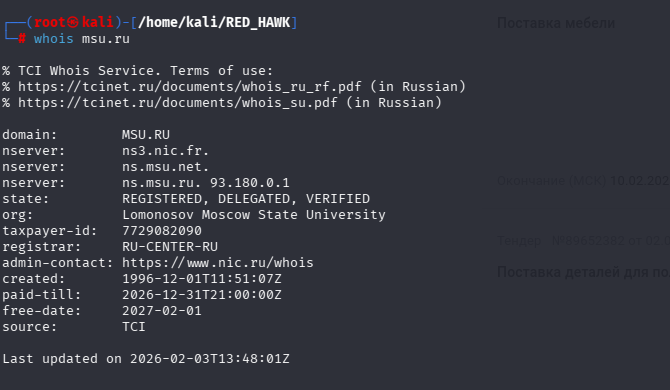 ┌──(root㉿kali)-[/home/kali/RED_HAWK]
└─# whois msu.ru
% TCI Whois Service. Terms of use:
% https://tcinet.ru/documents/whois_ru_rf.pdf (in Russian)
% https://tcinet.ru/documents/whois_su.pdf (in Russian)
domain:        MSU.RU
nserver:       ns3.nic.fr.
nserver:       ns.msu.net.
nserver:       ns.msu.ru. 93.180.0.1
state:         REGISTERED, DELEGATED, VERIFIED
org:           Lomonosov Moscow State University
taxpayer-id:   7729082090
registrar:     RU-CENTER-RU
admin-contact: https://www.nic.ru/whois
created:       1996-12-01T11:51:07Z
paid-till:     2026-12-31T21:00:00Z
free-date:     2027-02-01
source:        TCI
Last updated on 2026-02-03T13:48:01Z
Поставка мебели
Окончание (МСК) 10.02.202
Тендер
Поставка деталей для по